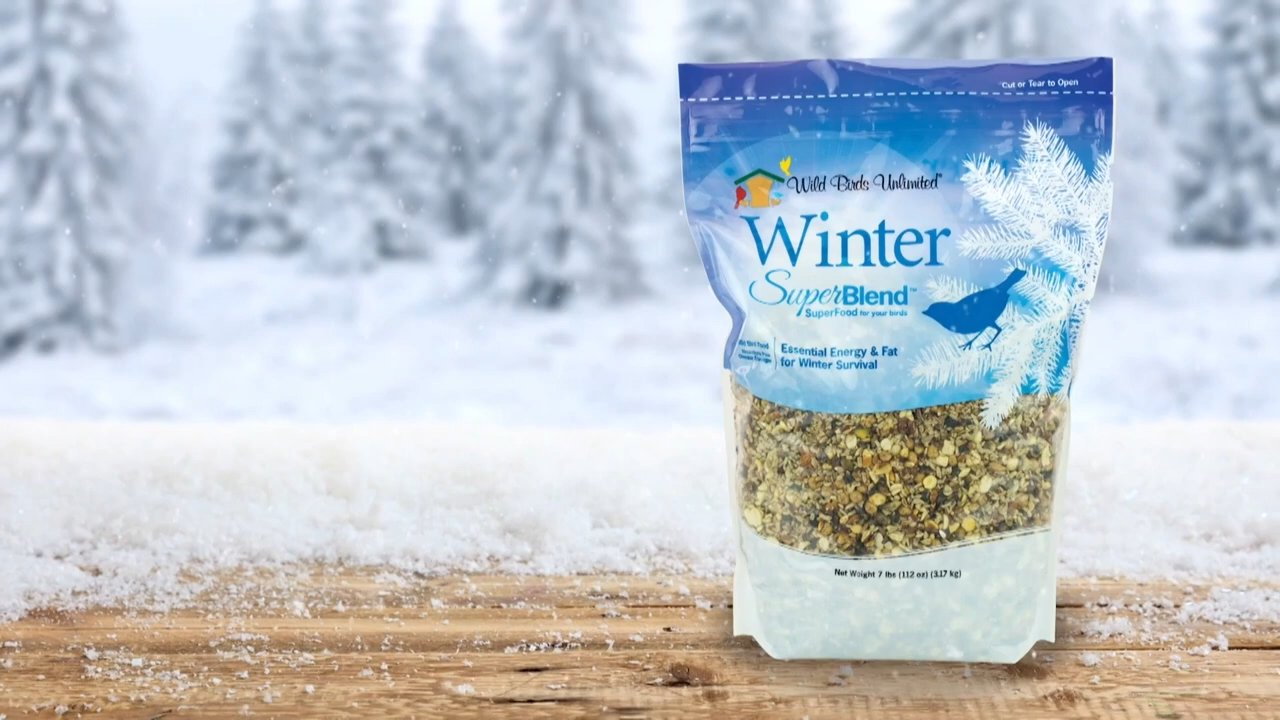 Cut or Tear to Open
Wild Birds Unlimited®
Winter
SuperBlend™
SuperFood for your birds
Essential Energy & Fat
for Winter Survival
Net Weight 7 lbs (112 oz) (3.17 kg)